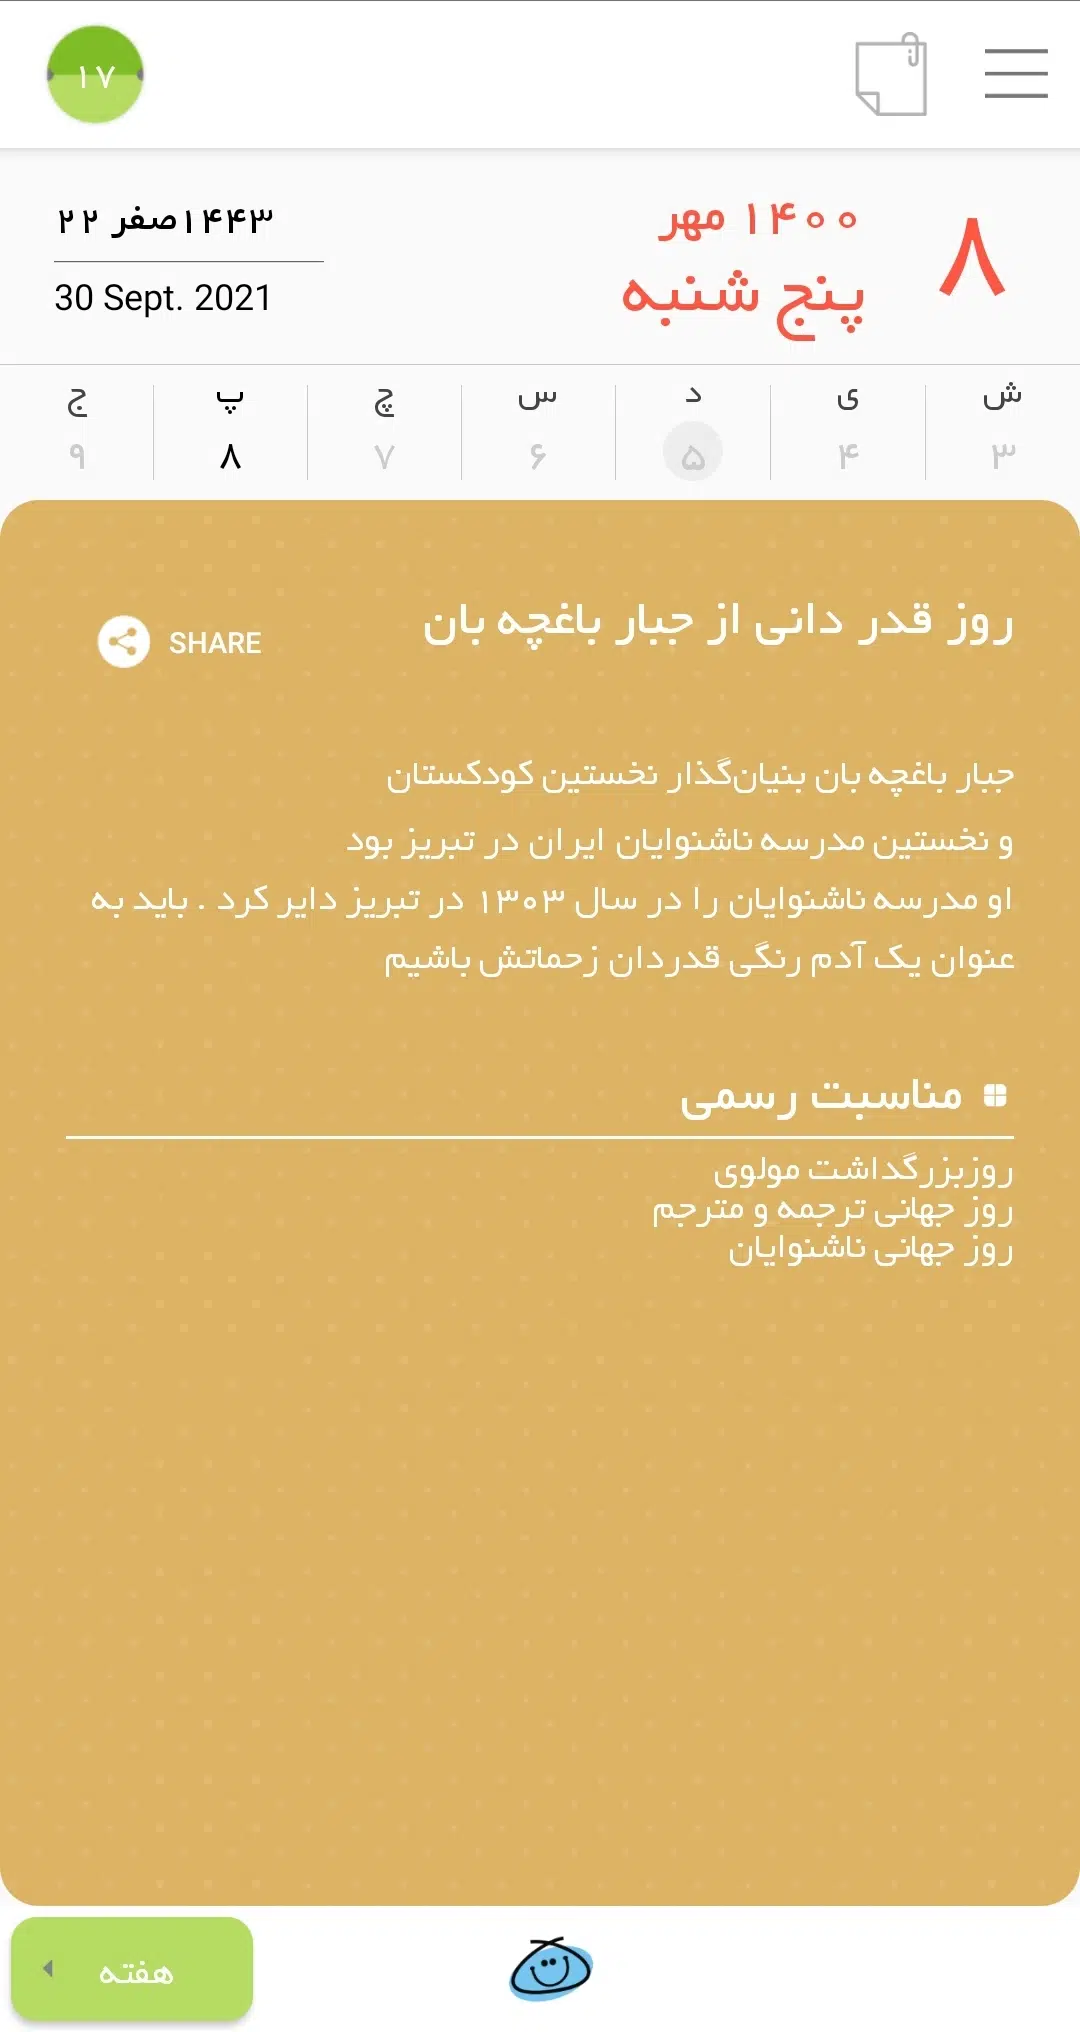 ۱۷
۸
۱۴۰۰ مهر
پنج شنبه
۱۴۴۳صفر ۲۲
30 Sept. 2021
ش ی د س چ پ ج
۳ ۴ ۵ ۶ ۷ ۸ ۹
روز قدر دانی از جبار باغچه بان
SHARE
جبار باغچه بان بنیان‌گذار نخستین کودکستان
و نخستین مدرسه ناشنوایان ایران در تبریز بود
او مدرسه ناشنوایان را در سال ۱۳۰۳ در تبریز دایر کرد . باید به
عنوان یک آدم رنگی قدردان زحماتش باشیم
مناسبت رسمی
روزبزرگداشت مولوی
روز جهانی ترجمه و مترجم
روز جهانی ناشنوایان
هفته